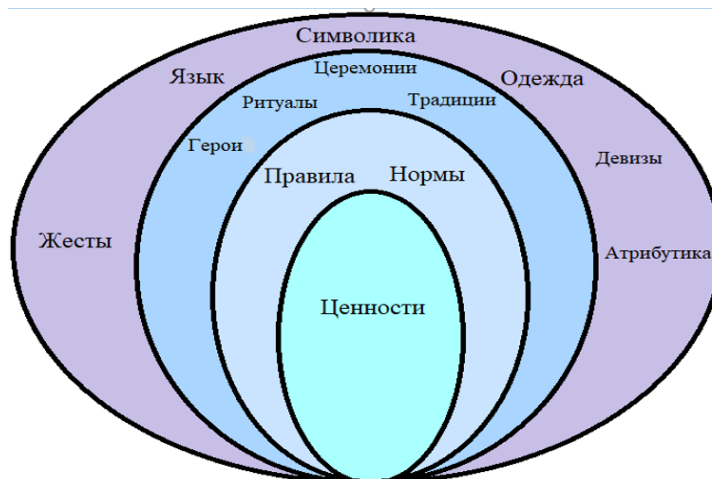 Символика
Язык
Церемонии
Одежда
Ритуалы
Традиции
Герои
Девизы
Правила
Нормы
Жесты
Атрибутика
Ценности